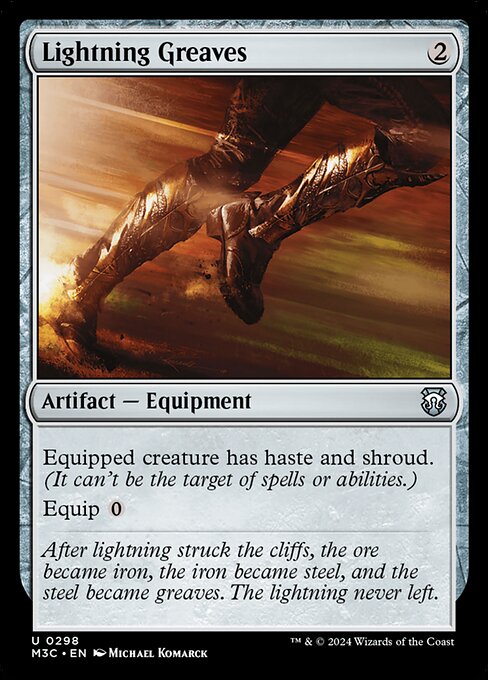 Lightning Greaves 2
Artifact — Equipment
Equipped creature has haste and shroud.
(It can't be the target of spells or abilities.)
Equip 0
After lightning struck the cliffs, the ore
became iron, the iron became steel, and the
steel became greaves. The lightning never left.
U 0298
M3C • EN Michael Komarck
™ & © 2024 Wizards of the Coast